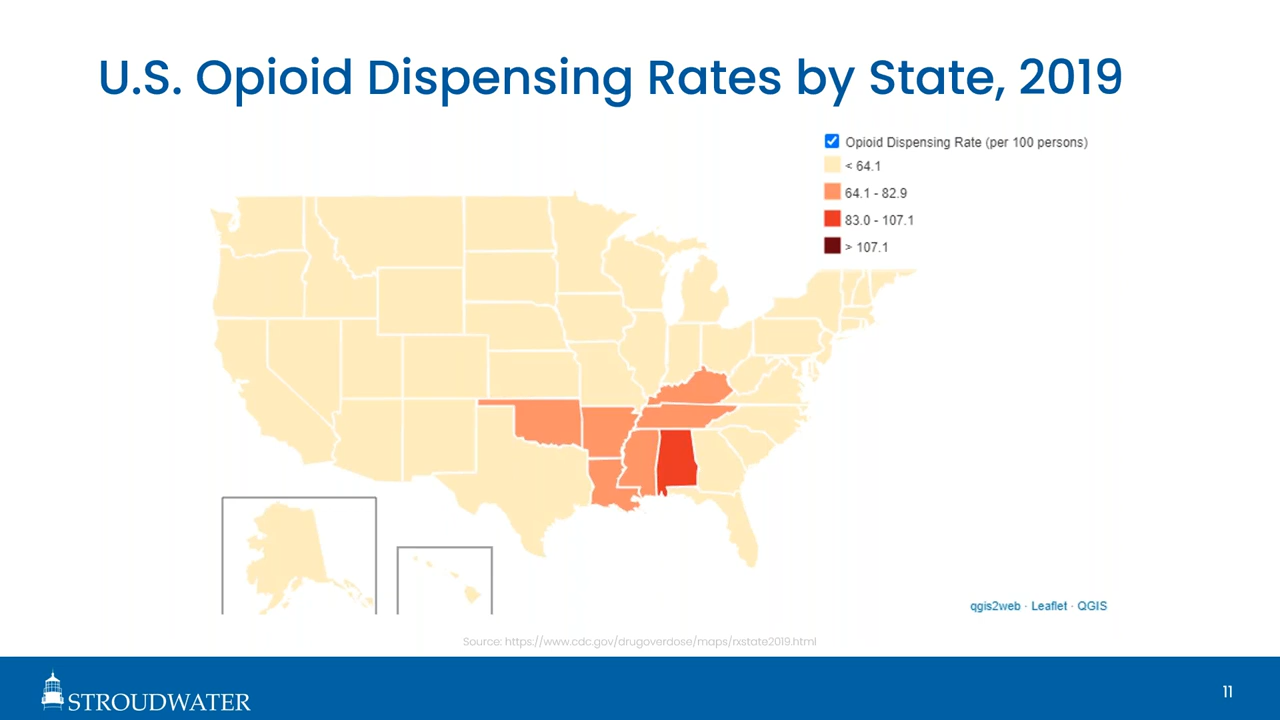 U.S. Opioid Dispensing Rates by State, 2019
Opioid Dispensing Rate (per 100 persons)
< 64.1
64.1 - 82.9
83.0 - 107.1
> 107.1
qgis2web · Leaflet · QGIS
Source: https://www.cdc.gov/drugoverdose/maps/rxstate2019.html
STROUDWATER
11